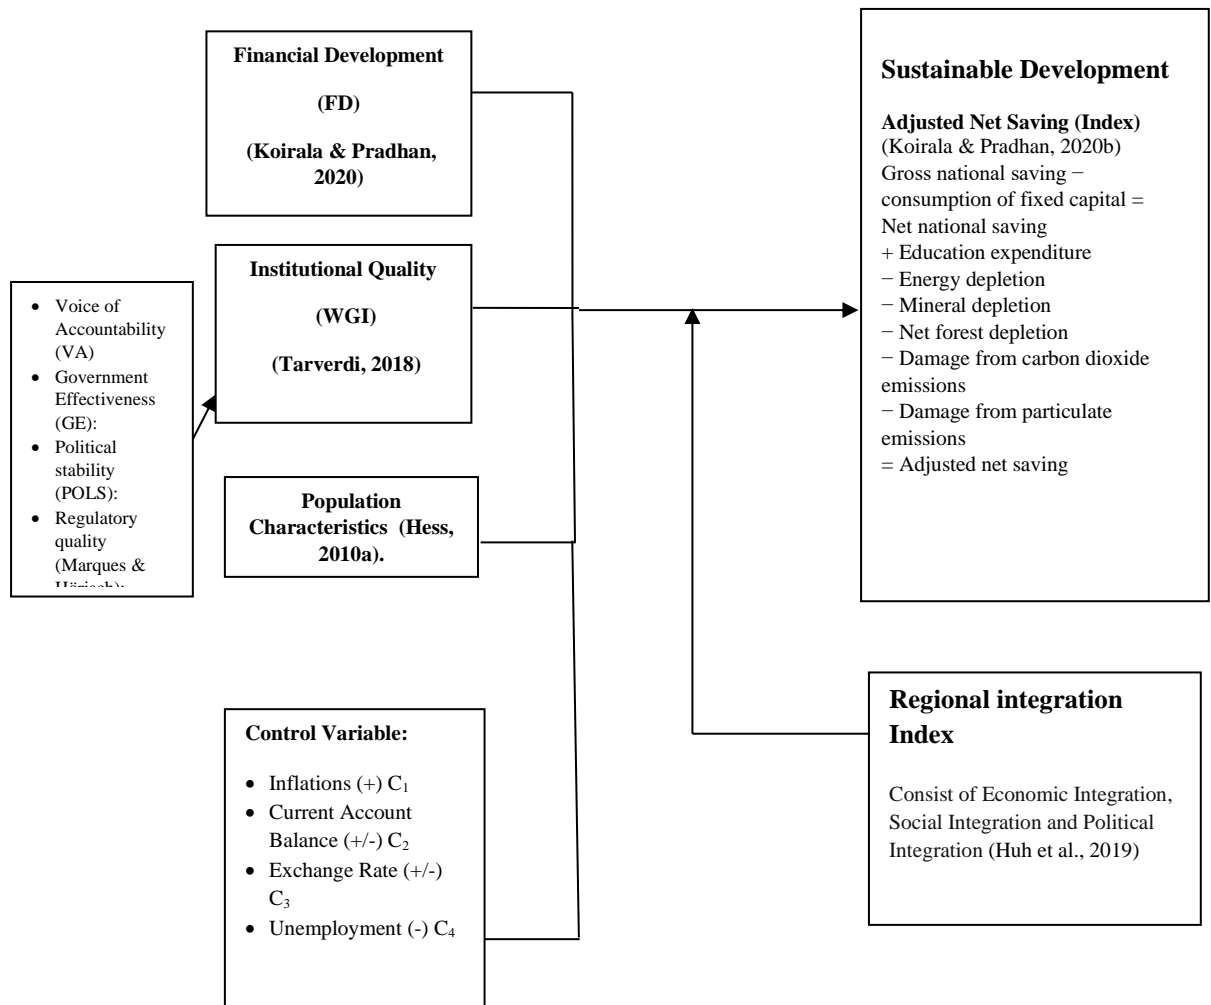 Financial Development
(FD)
(Koirala & Pradhan,
2020)
Institutional Quality
(WGI)
(Tarverdi, 2018)
• Voice of
Accountability
(VA)
• Government
Effectiveness
(GE):
• Political
stability
(POLS):
• Regulatory
quality
(Marques &
Population
Characteristics (Hess,
2010a).
Control Variable:
• Inflations (+) C₁
• Current Account
Balance (+/-) C₂
• Exchange Rate (+/-)
C₃
• Unemployment (-) C₄
Sustainable Development
Adjusted Net Saving (Index)
(Koirala & Pradhan, 2020b)
Gross national saving −
consumption of fixed capital =
Net national saving
+ Education expenditure
− Energy depletion
− Mineral depletion
− Net forest depletion
− Damage from carbon dioxide
emissions
− Damage from particulate
emissions
= Adjusted net saving
Regional integration
Index
Consist of Economic Integration,
Social Integration and Political
Integration (Huh et al., 2019)